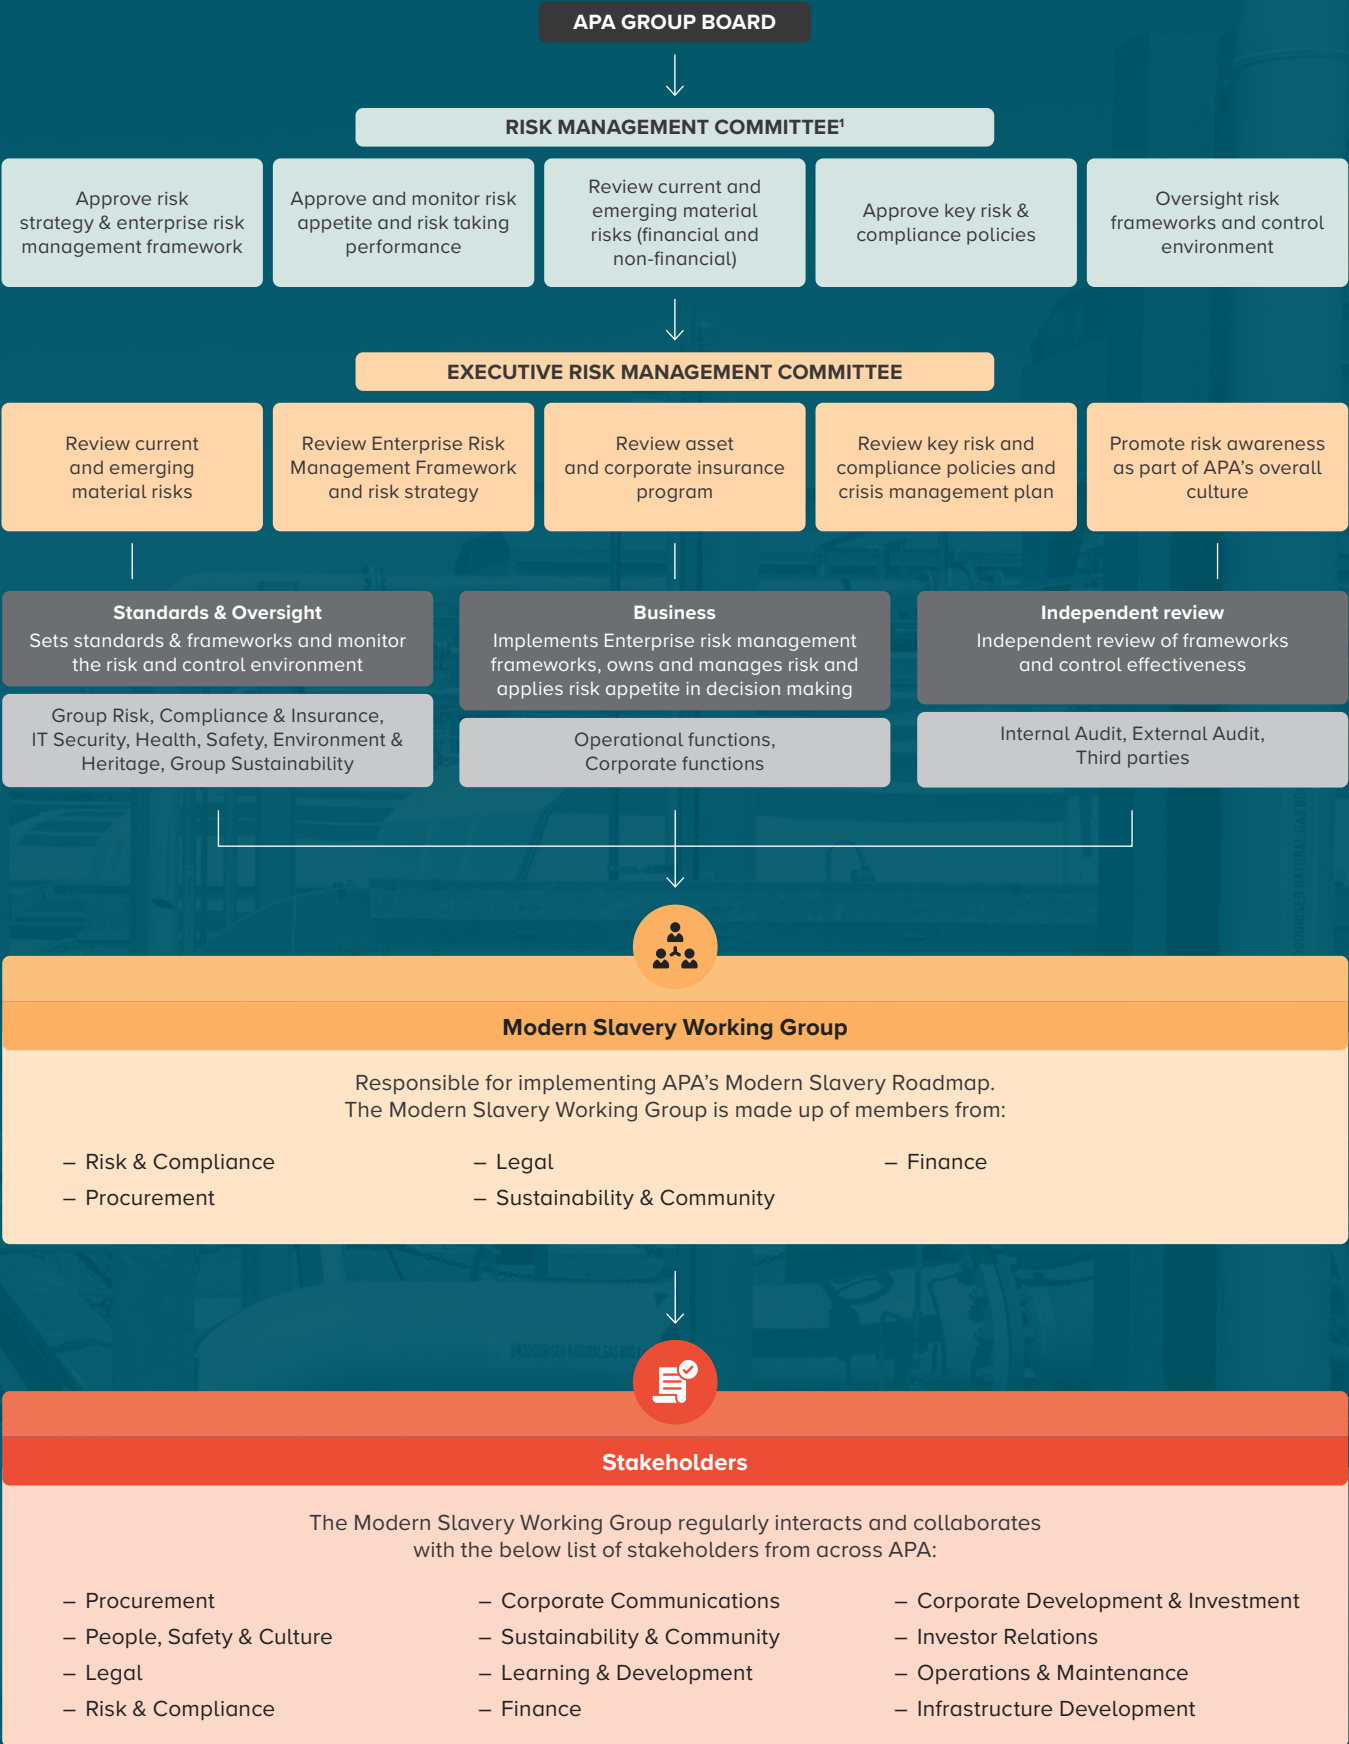 APA GROUP BOARD
RISK MANAGEMENT COMMITTEE¹
Approve risk
strategy & enterprise risk
management framework
Approve and monitor risk
appetite and risk taking
performance
Review current and
emerging material
risks (financial and
non-financial)
Approve key risk &
compliance policies
Oversight risk
frameworks and control
environment
EXECUTIVE RISK MANAGEMENT COMMITTEE
Review current
and emerging
material risks
Review Enterprise Risk
Management Framework
and risk strategy
Review asset
and corporate insurance
program
Review key risk and
compliance policies and
crisis management plan
Promote risk awareness
as part of APA's overall
culture
Standards & Oversight
Sets standards & frameworks and monitor
the risk and control environment
Group Risk, Compliance & Insurance,
IT Security, Health, Safety, Environment &
Heritage, Group Sustainability
Business
Implements Enterprise risk management
frameworks, owns and manages risk and
applies risk appetite in decision making
Operational functions,
Corporate functions
Independent review
Independent review of frameworks
and control effectiveness
Internal Audit, External Audit,
Third parties
Modern Slavery Working Group
Responsible for implementing APA's Modern Slavery Roadmap.
The Modern Slavery Working Group is made up of members from:
– Risk & Compliance
– Procurement
– Legal
– Sustainability & Community
– Finance
UNODOURISED NATURAL GAS 800
Stakeholders
The Modern Slavery Working Group regularly interacts and collaborates
with the below list of stakeholders from across APA:
– Procurement
– People, Safety & Culture
– Legal
– Risk & Compliance
– Corporate Communications
– Sustainability & Community
– Learning & Development
– Finance
– Corporate Development & Investment
– Investor Relations
– Operations & Maintenance
– Infrastructure Development